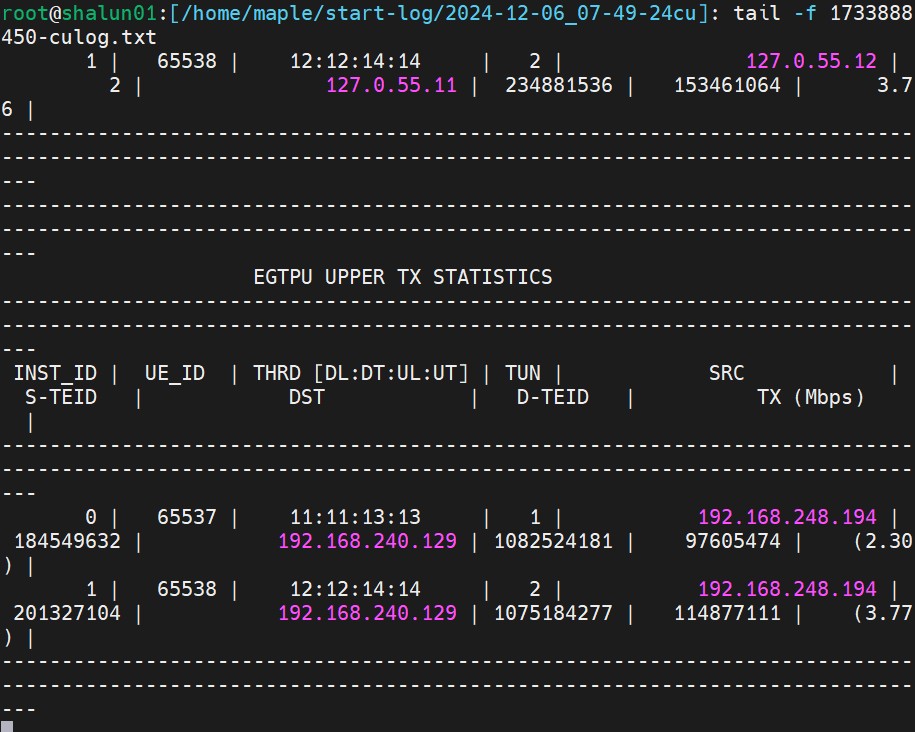 root@shalun01:[/home/maple/start-log/2024-12-06_07-49-24cu]: tail -f 1733888
450-culog.txt
       1 |   65538 |    12:12:14:14     |   2 |               127.0.55.12 |
         2 |               127.0.55.11 |  234881536 |   153461064 |      3.7
6 |
----------------------------------------------------------------------------
----------------------------------------------------------------------------
---
----------------------------------------------------------------------------
----------------------------------------------------------------------------
---
                     EGTPU UPPER TX STATISTICS
----------------------------------------------------------------------------
----------------------------------------------------------------------------
---
 INST_ID |  UE_ID  | THRD [DL:DT:UL:UT] | TUN |            SRC            |
  S-TEID   |            DST            |   D-TEID   |          TX (Mbps)
  |
----------------------------------------------------------------------------
----------------------------------------------------------------------------
---
       0 |   65537 |    11:11:13:13     |   1 |           192.168.248.194 |
 184549632 |           192.168.240.129 | 1082524181 |    97605474 |    (2.30
) |
       1 |   65538 |    12:12:14:14     |   2 |           192.168.248.194 |
 201327104 |           192.168.240.129 | 1075184277 |   114877111 |    (3.77
) |
----------------------------------------------------------------------------
----------------------------------------------------------------------------
---